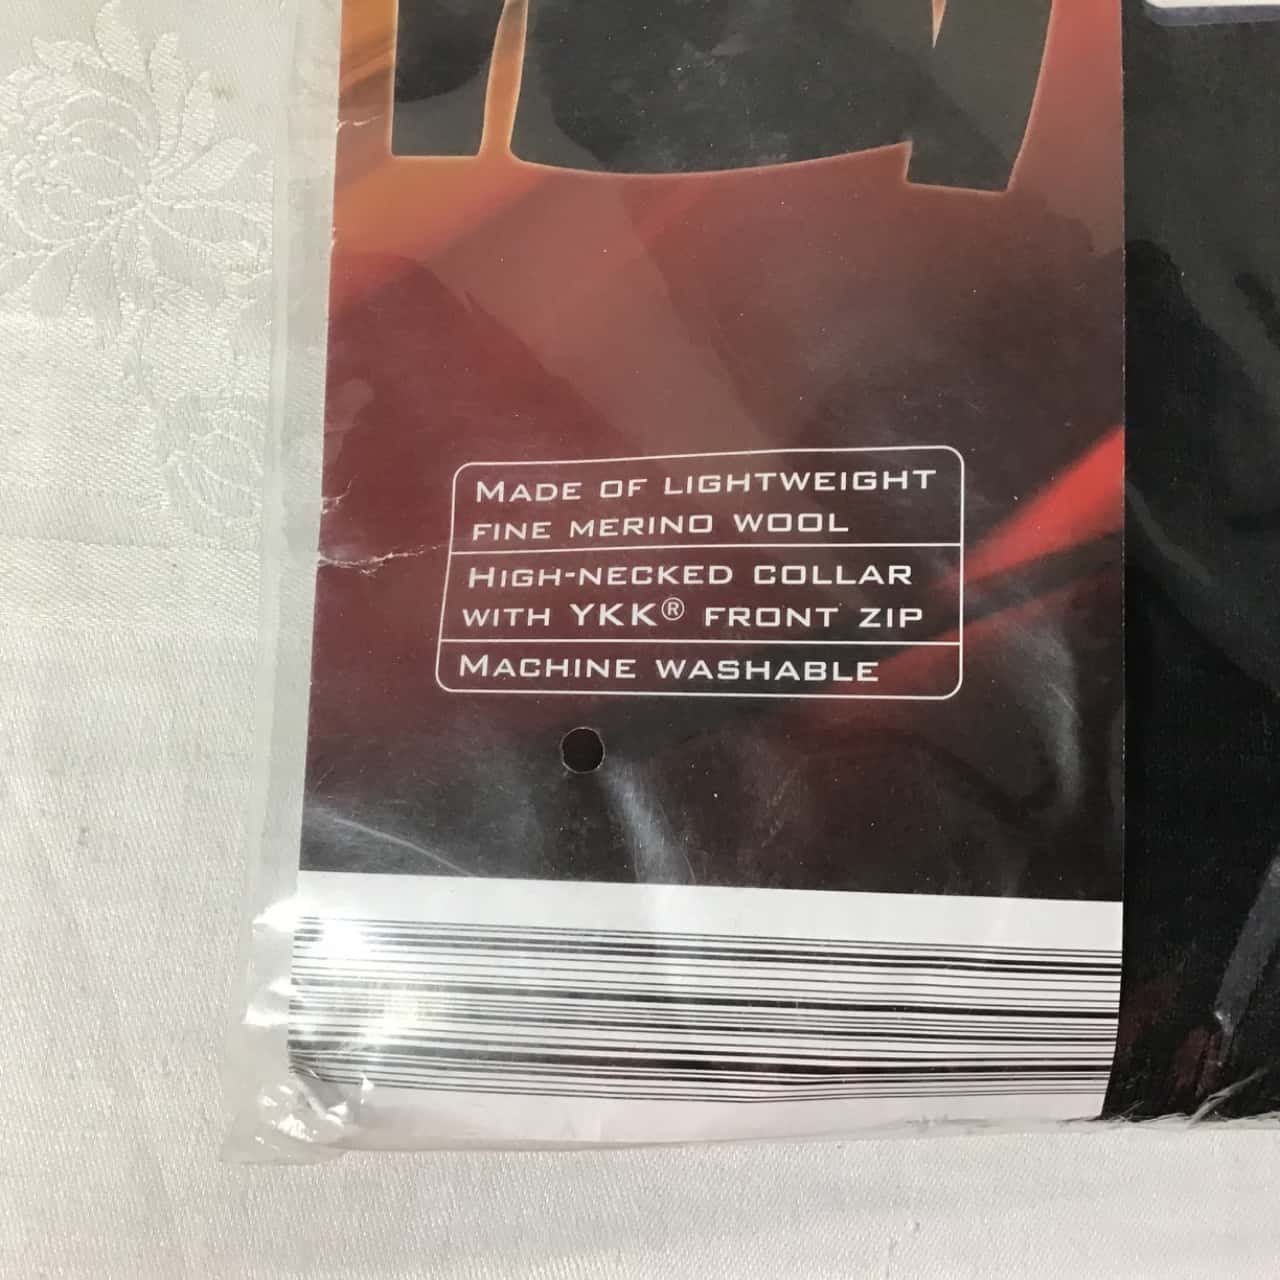 MADE OF LIGHTWEIGHT
FINE MERINO WOOL
HIGH-NECKED COLLAR
WITH YKK® FRONT ZIP
MACHINE WASHABLE